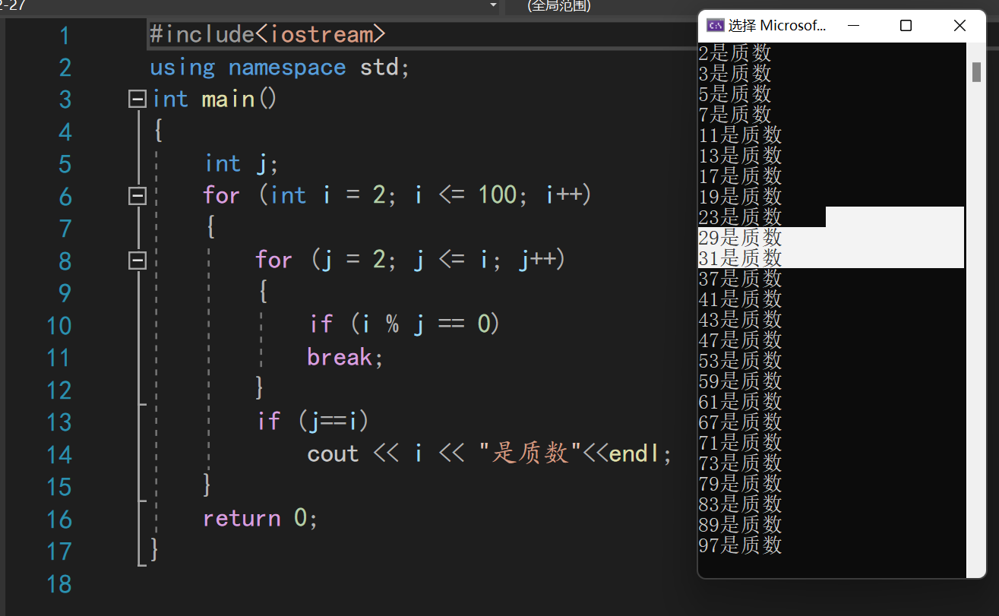 2-27
(全局范围)
1 #include<iostream>
2 using namespace std;
3 int main()
4 {
5 int j;
6 for (int i = 2; i <= 100; i++)
7 {
8 for (j = 2; j <= i; j++)
9 {
10 if (i % j == 0)
11 break;
12 }
13 if (j==i)
14 cout << i << "是质数"<<endl;
15 }
16 return 0;
17 }
18
选择 Microsof...
2是质数
3是质数
5是质数
7是质数
11是质数
13是质数
17是质数
19是质数
23是质数
29是质数
31是质数
37是质数
41是质数
43是质数
47是质数
53是质数
59是质数
61是质数
67是质数
71是质数
73是质数
79是质数
83是质数
89是质数
97是质数